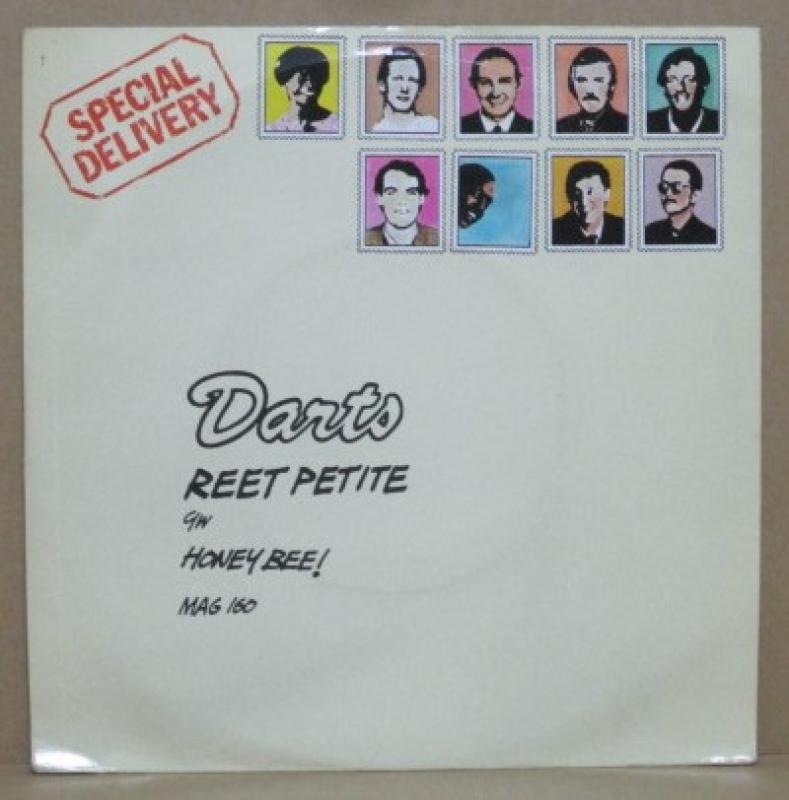 SPECIAL
DELIVERY
Darts
REET PETITE
C/W
HONEY BEE!
MAG 160